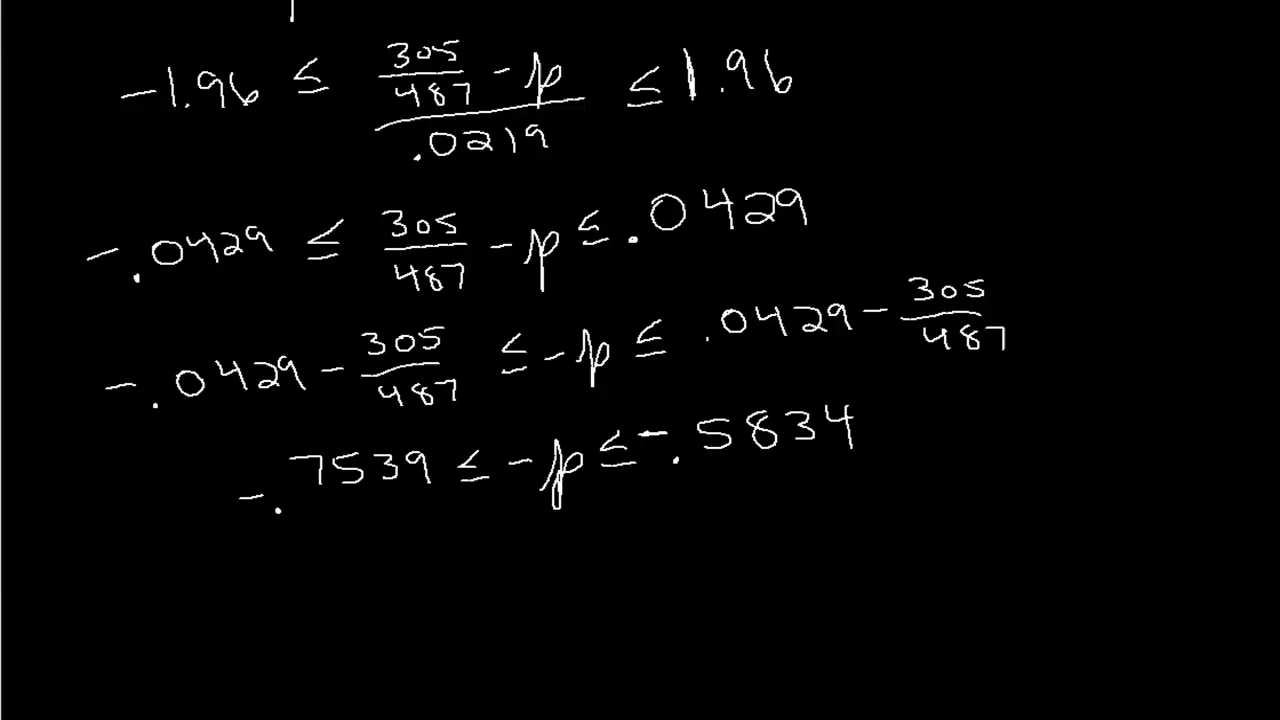 -1.96 ≤ (305/487 - p)/.0219 ≤ 1.96
-.0429 ≤ 305/487 - p ≤ .0429
-.0429 - 305/487 ≤ -p ≤ .0429 - 305/487
-.7539 ≤ -p ≤ -.5834